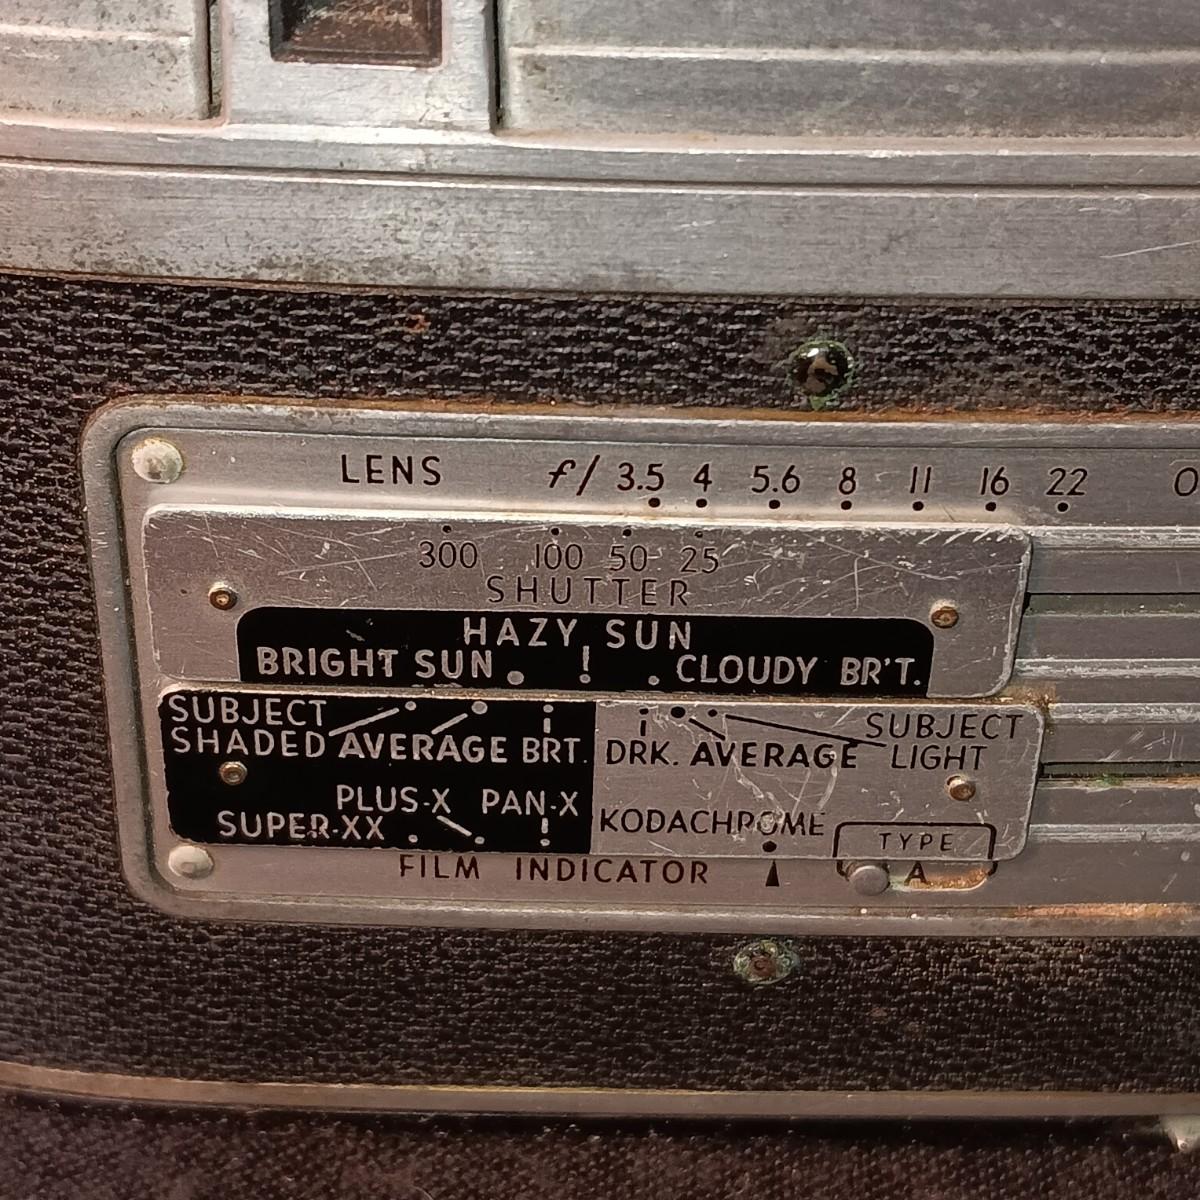 LENS f/ 3.5 4 5.6 8 11 16 22 O
300 100 50 25
SHUTTER
HAZY SUN
BRIGHT SUN . ! . CLOUDY BR'T.
SUBJECT SUBJECT
SHADED AVERAGE BRT. DRK. AVERAGE LIGHT
PLUS-X PAN-X
SUPER-XX KODACHROME TYPE
FILM INDICATOR A